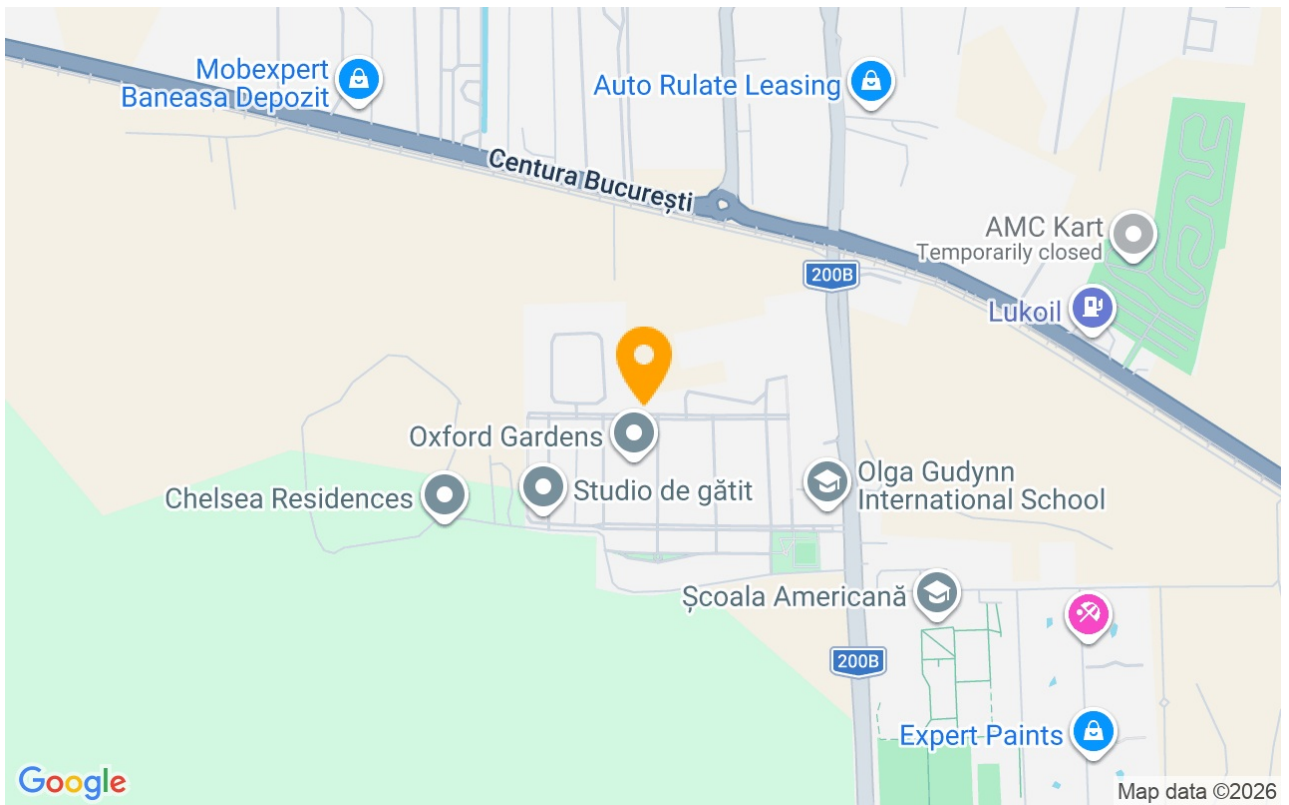 Mobexpert
Baneasa Depozit
Auto Rulate Leasing
Centura București
AMC Kart
Temporarily closed
200B
Lukoil
Oxford Gardens
Studio de gătit
Chelsea Residences
Olga Gudynn
International School
Școala Americană
200B
Expert Paints
Google
Map data ©2026